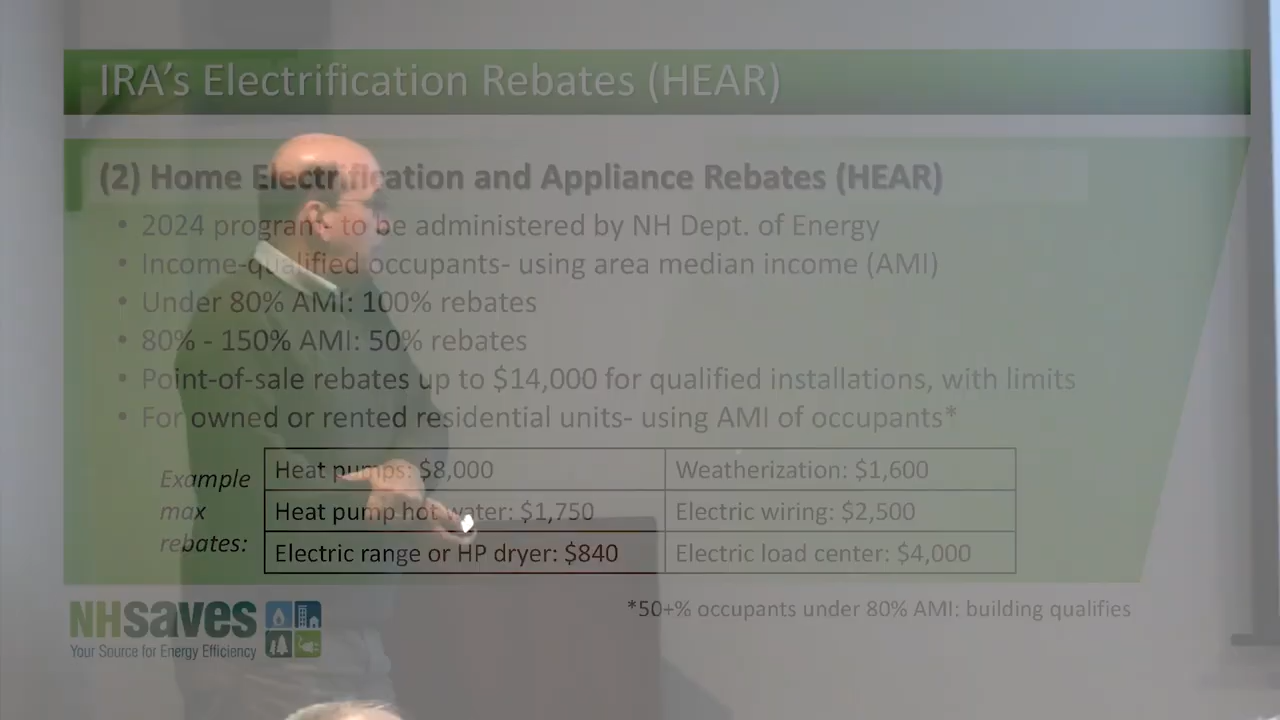 IRA's Electrification Rebates (HEAR)
(2) Home Electrification and Appliance Rebates (HEAR)
• 2024 program- to be administered by NH Dept. of Energy
• Income-qualified occupants- using area median income (AMI)
• Under 80% AMI: 100% rebates
• 80% - 150% AMI: 50% rebates
• Point-of-sale rebates up to $14,000 for qualified installations, with limits
• For owned or rented residential units- using AMI of occupants*
Example
max
rebates:
Heat pumps: $8,000
Weatherization: $1,600
Heat pump hot water: $1,750
Electric wiring: $2,500
Electric range or HP dryer: $840
Electric load center: $4,000
*50+% occupants under 80% AMI: building qualifies
NHsaves
Your Source for Energy Efficiency